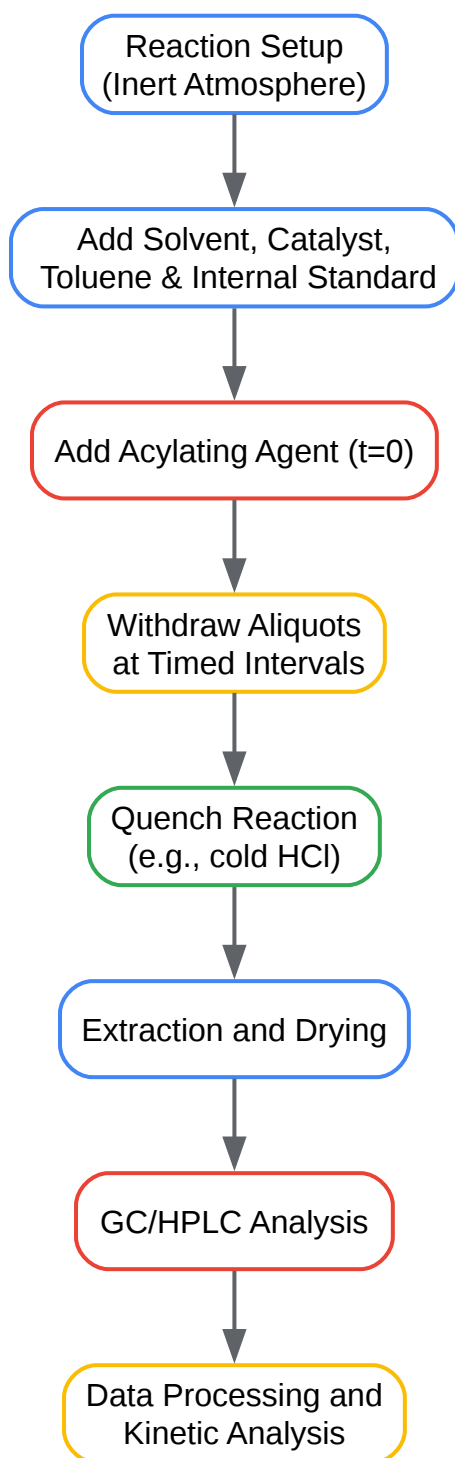 Reaction Setup
(Inert Atmosphere)
Add Solvent, Catalyst,
Toluene & Internal Standard
Add Acylating Agent (t=0)
Withdraw Aliquots
at Timed Intervals
Quench Reaction
(e.g., cold HCl)
Extraction and Drying
GC/HPLC Analysis
Data Processing and
Kinetic Analysis